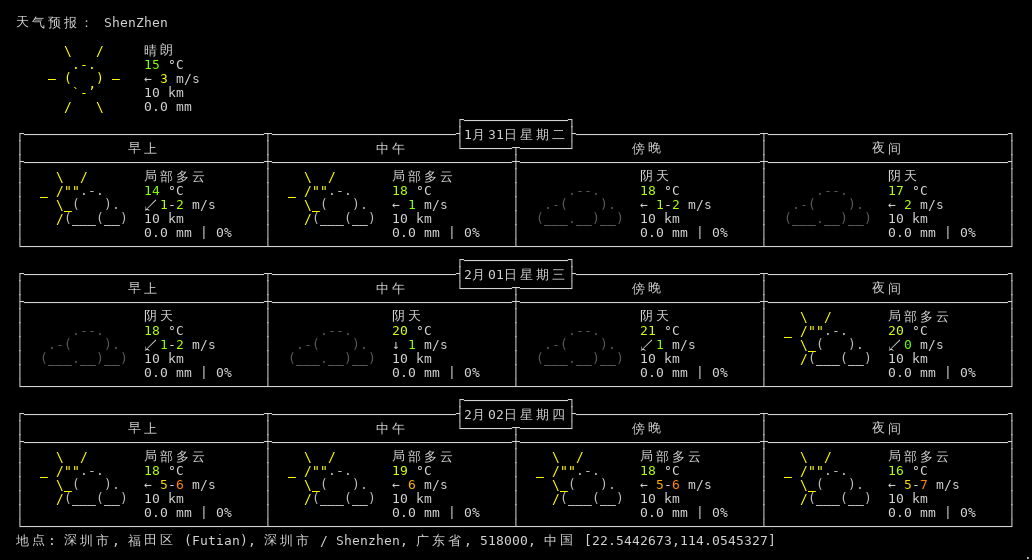 天气预报： ShenZhen
晴朗
15 °C
← 3 m/s
10 km
0.0 mm
1月31日星期二
早上 中午 傍晚 夜间
局部多云 局部多云 阴天 阴天
14 °C 18 °C 18 °C 17 °C
↙ 1-2 m/s ← 1 m/s ← 1-2 m/s ← 2 m/s
10 km 10 km 10 km 10 km
0.0 mm | 0% 0.0 mm | 0% 0.0 mm | 0% 0.0 mm | 0%
2月01日星期三
早上 中午 傍晚 夜间
阴天 阴天 阴天 局部多云
18 °C 20 °C 21 °C 20 °C
↙ 1-2 m/s ↓ 1 m/s ↙ 1 m/s ↙ 0 m/s
10 km 10 km 10 km 10 km
0.0 mm | 0% 0.0 mm | 0% 0.0 mm | 0% 0.0 mm | 0%
2月02日星期四
早上 中午 傍晚 夜间
局部多云 局部多云 局部多云 局部多云
18 °C 19 °C 18 °C 16 °C
← 5-6 m/s ← 6 m/s ← 5-6 m/s ← 5-7 m/s
10 km 10 km 10 km 10 km
0.0 mm | 0% 0.0 mm | 0% 0.0 mm | 0% 0.0 mm | 0%
地点: 深圳市, 福田区 (Futian), 深圳市 / Shenzhen, 广东省, 518000, 中国 [22.5442673,114.0545327]